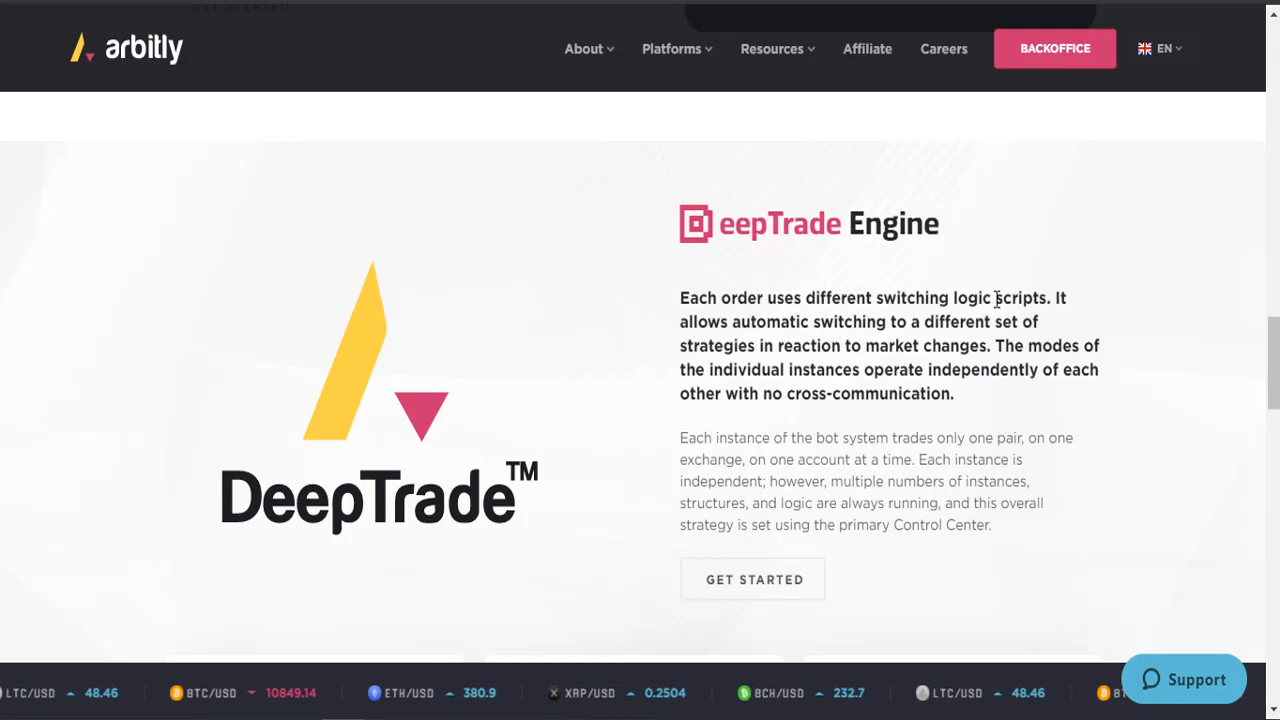 GET STARTED
arbitly
About
Platforms
Resources
Affiliate
Careers
BACKOFFICE
EN
DeepTrade Engine
Each order uses different switching logic scripts. It
allows automatic switching to a different set of
strategies in reaction to market changes. The modes of
the individual instances operate independently of each
other with no cross-communication.
Each instance of the bot system trades only one pair, on one
exchange, on one account at a time. Each instance is
independent; however, multiple numbers of instances,
structures, and logic are always running, and this overall
strategy is set using the primary Control Center.
GET STARTED
DeepTrade™
LTC/USD 48.46
BTC/USD 10849.14
ETH/USD 380.9
XRP/USD 0.2504
BCH/USD 232.7
LTC/USD 48.46
Support